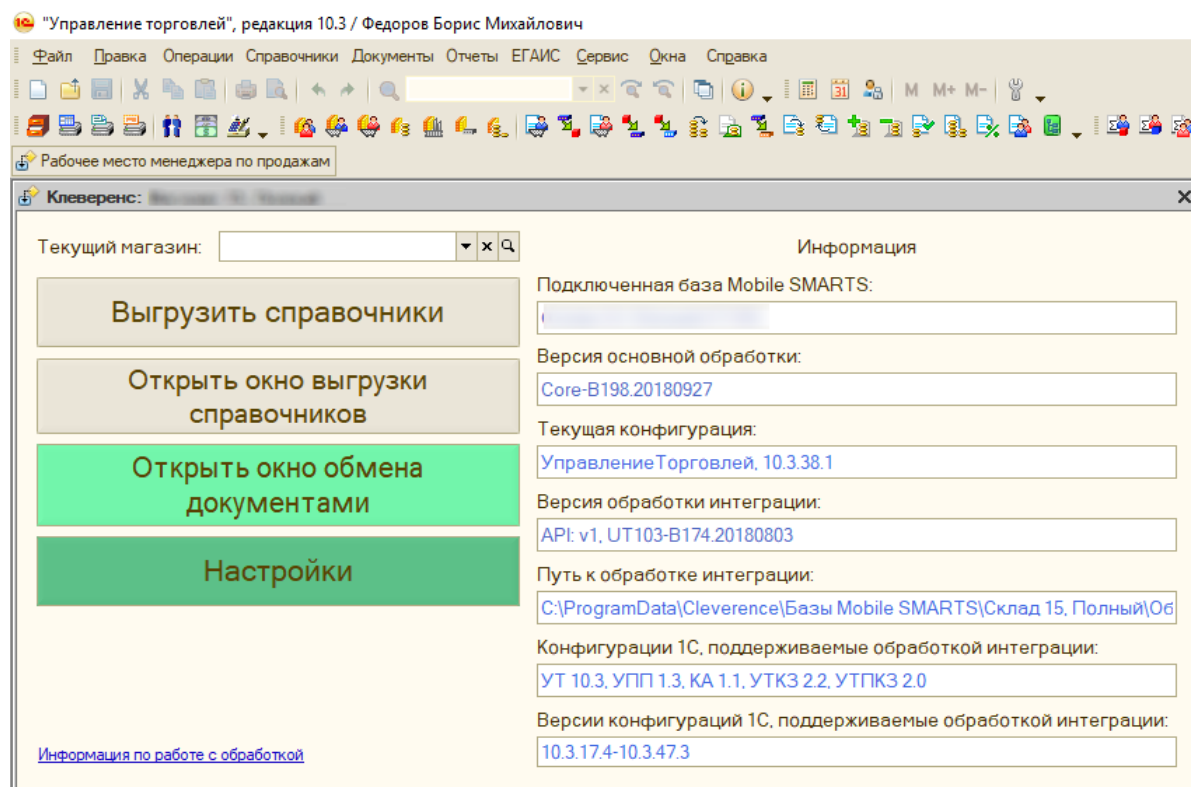 "Управление торговлей", редакция 10.3 / Федоров Борис Михайлович
Файл Правка Операции Справочники Документы Отчеты ЕГАИС Сервис Окна Справка
31 M M+ M-
Рабочее место менеджера по продажам
Клеверенс:
Текущий магазин:
Выгрузить справочники
Открыть окно выгрузки
справочников
Открыть окно обмена
документами
Настройки
Информация по работе с обработкой
Информация
Подключенная база Mobile SMARTS:
Версия основной обработки:
Core-B198.20180927
Текущая конфигурация:
УправлениеТорговлей, 10.3.38.1
Версия обработки интеграции:
API: v1, UT103-B174.20180803
Путь к обработке интеграции:
C:\ProgramData\Cleverence\Базы Mobile SMARTS\Склад 15, Полный\Об
Конфигурации 1С, поддерживаемые обработкой интеграции:
УТ 10.3, УПП 1.3, КА 1.1, УТКЗ 2.2, УТПКЗ 2.0
Версии конфигураций 1С, поддерживаемые обработкой интеграции:
10.3.17.4-10.3.47.3